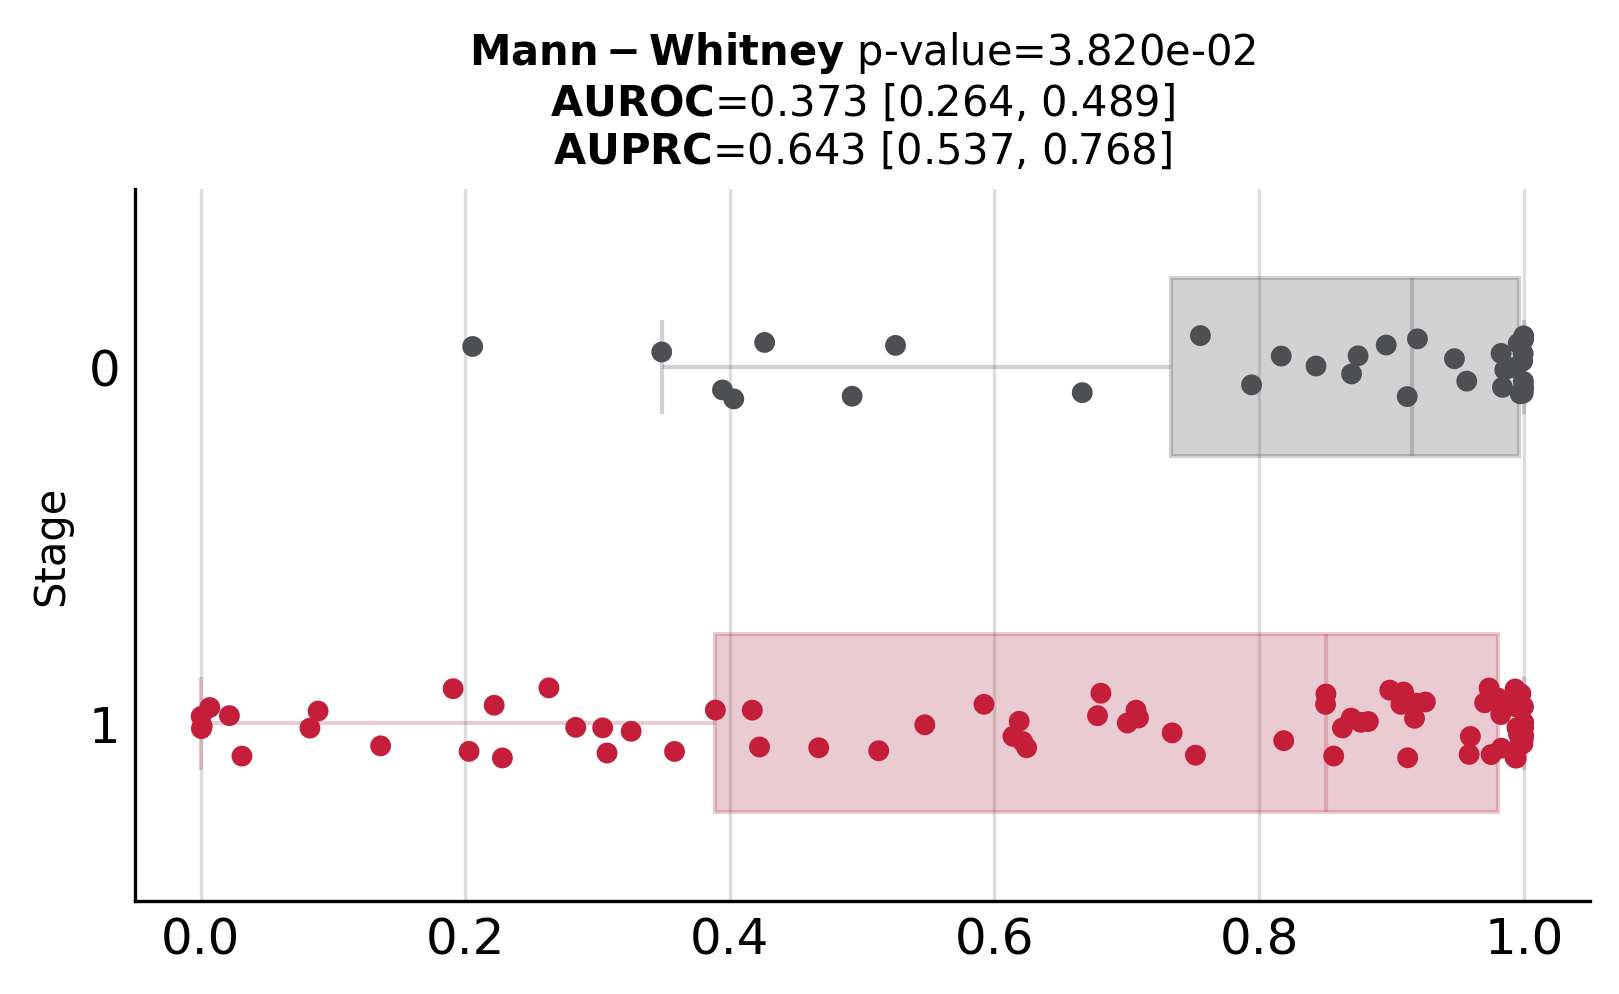 Mann − Whitney p-value=3.820e-02
AUROC=0.373 [0.264, 0.489]
AUPRC=0.643 [0.537, 0.768]
0
Stage
1
0.0 0.2 0.4 0.6 0.8 1.0